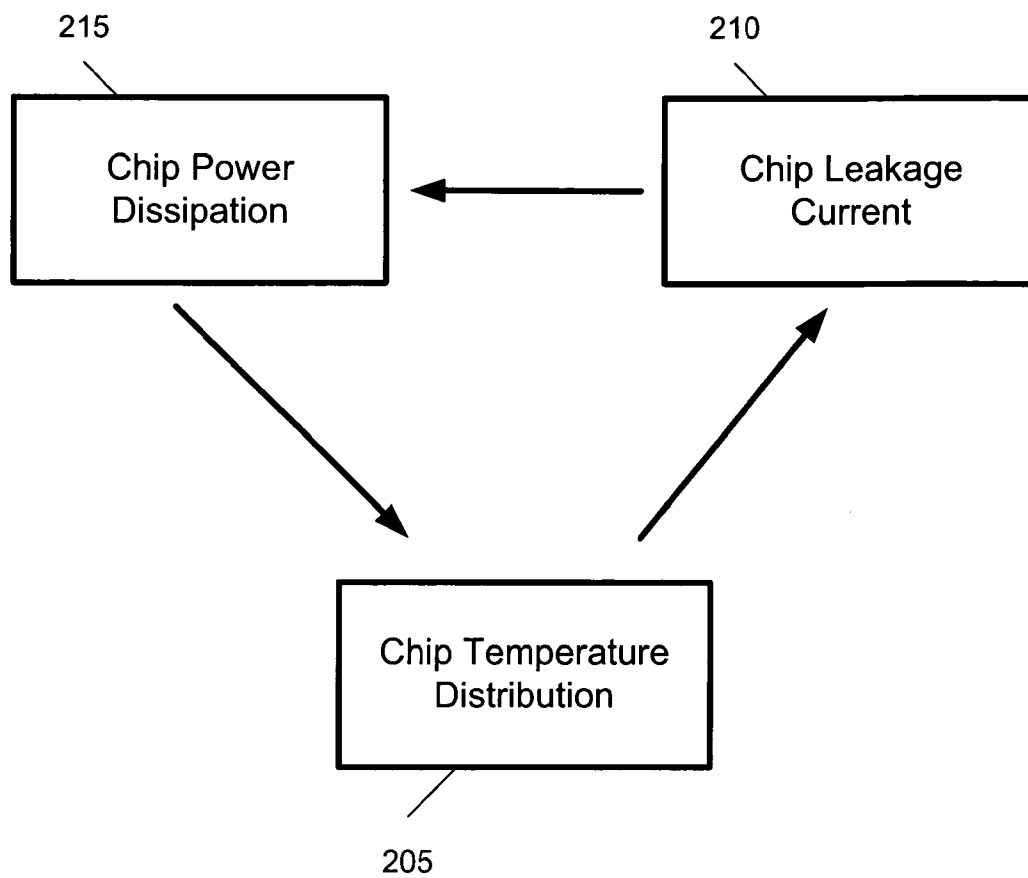 215
210
Chip Power
Dissipation
Chip Leakage
Current
Chip Temperature
Distribution
205